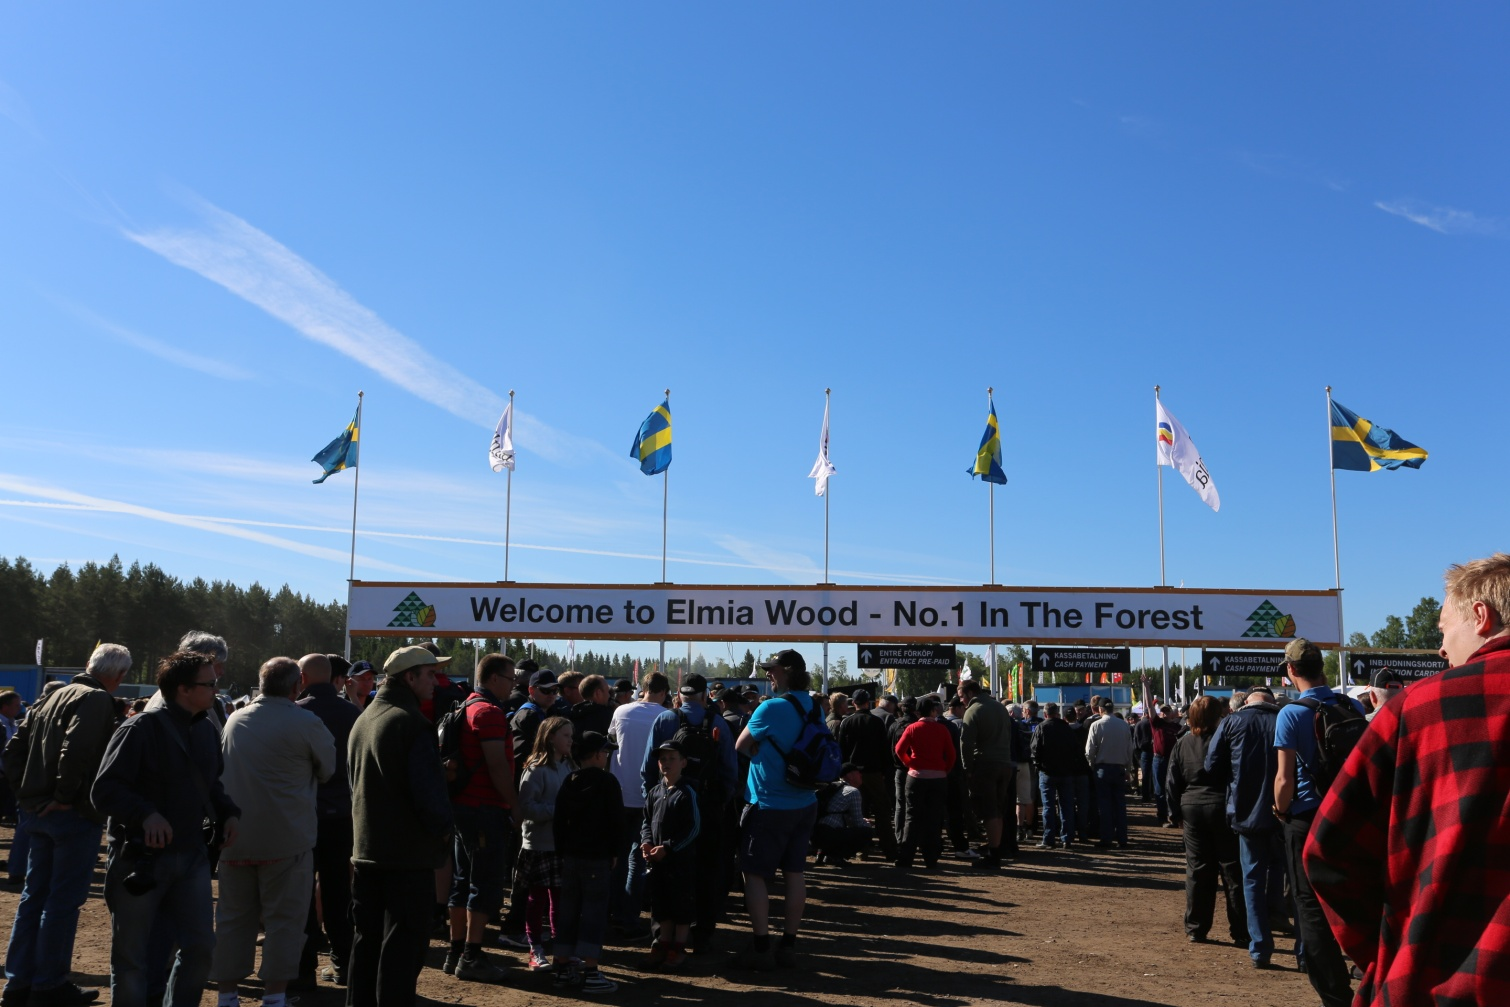 Welcome to Elmia Wood - No.1 In The Forest
ENTRÉ FÖRKÖP/
ENTRANCE PRE-PAID
KASSABETALNING/
CASH PAYMENT
KASSABETALNING/
CASH PAYMENT
INBJUDNINGSKORT/